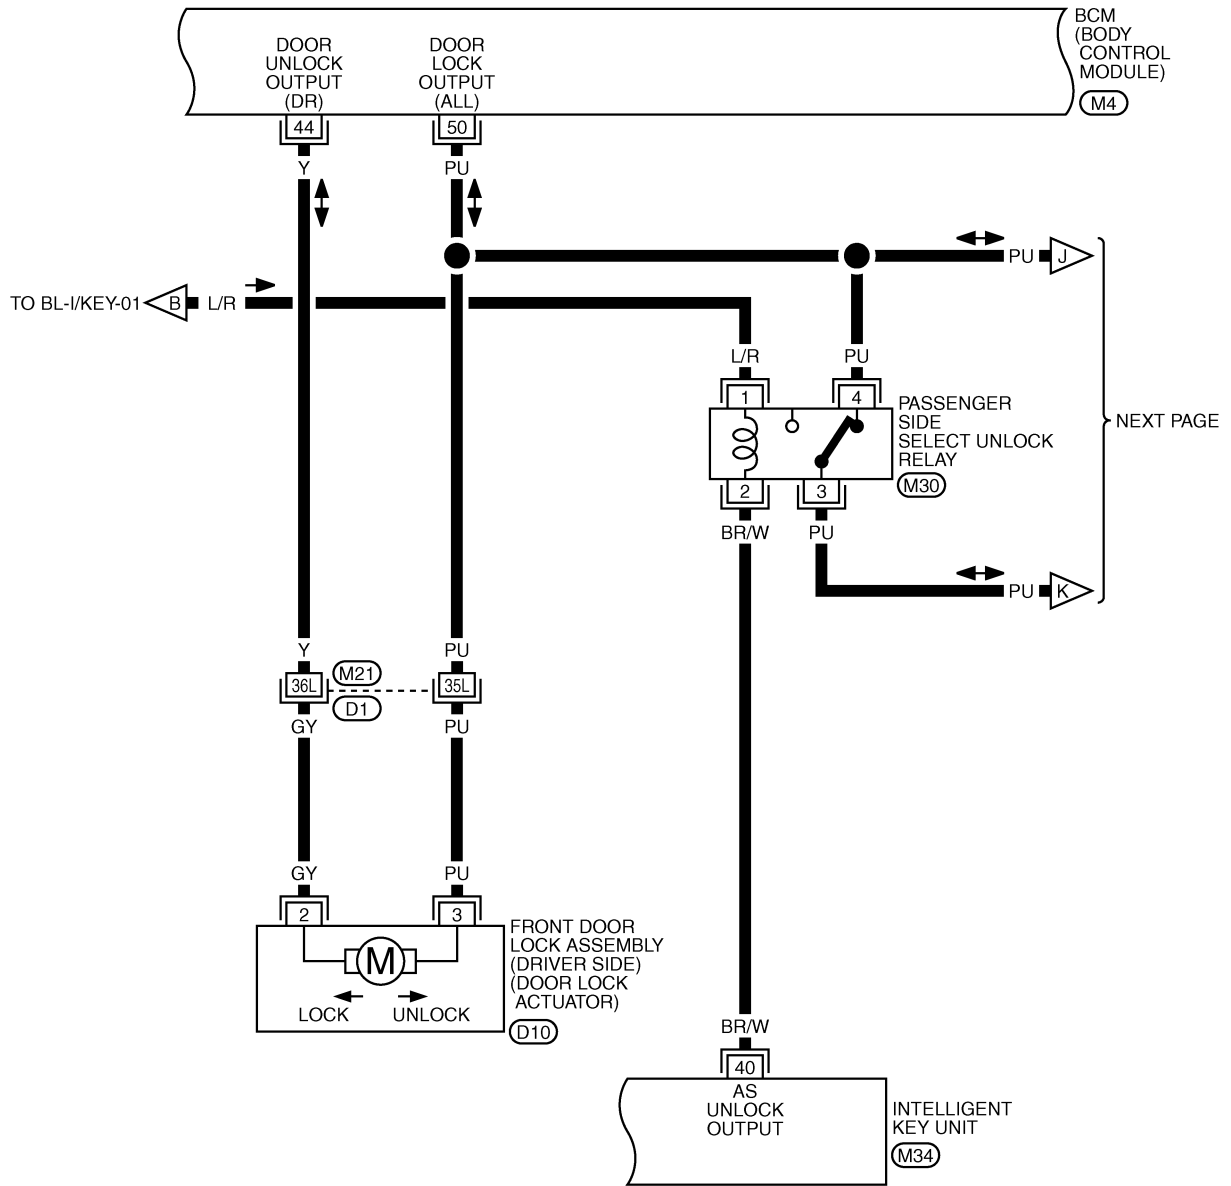 BCM
(BODY
CONTROL
MODULE)
M4
DOOR
UNLOCK
OUTPUT
(DR)
DOOR
LOCK
OUTPUT
(ALL)
44
50
Y
PU
PU
J
TO BL-I/KEY-01
B
L/R
L/R
PU
1
4
PASSENGER
SIDE
SELECT UNLOCK
RELAY
M30
NEXT PAGE
2
3
BR/W
PU
PU
K
Y
PU
36L
M21
D1
35L
GY
PU
GY
PU
2
3
M
LOCK
UNLOCK
FRONT DOOR
LOCK ASSEMBLY
(DRIVER SIDE)
(DOOR LOCK
ACTUATOR)
D10
BR/W
40
AS
UNLOCK
OUTPUT
INTELLIGENT
KEY UNIT
M34